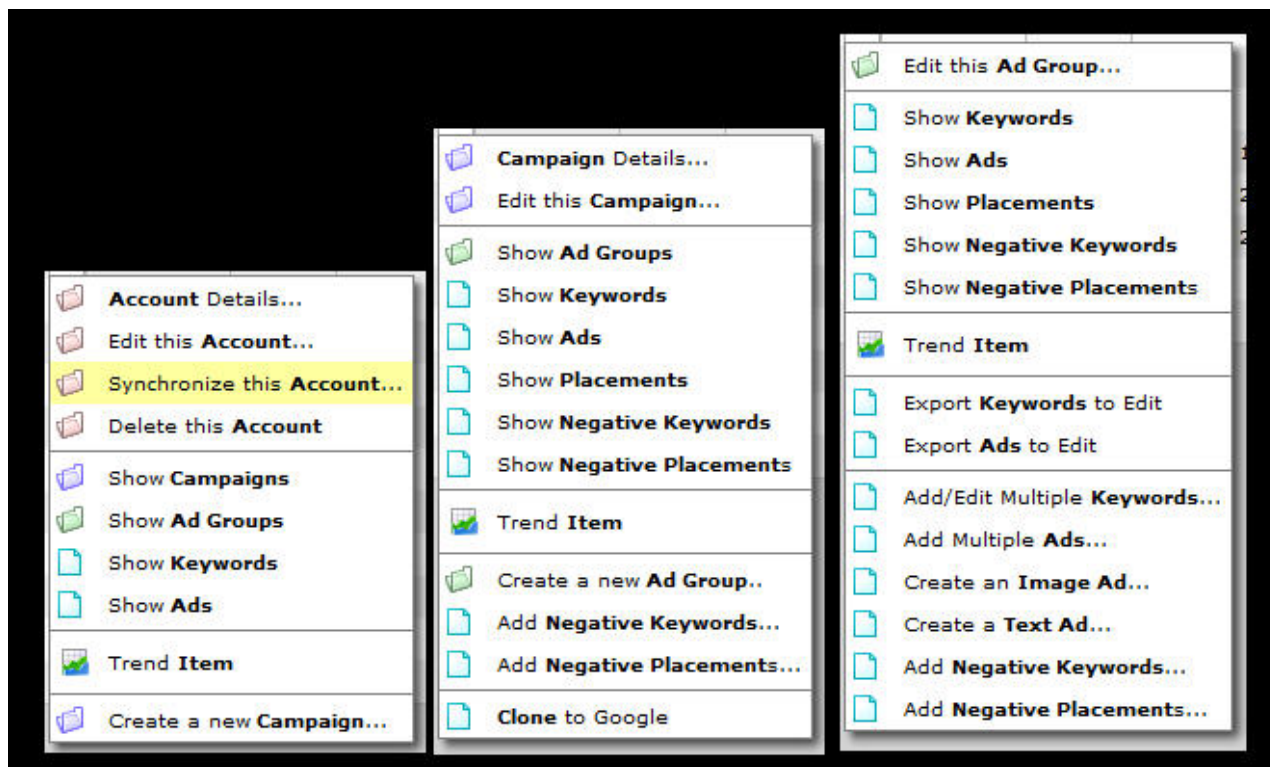 Account Details...
Edit this Account...
Synchronize this Account...
Delete this Account
Show Campaigns
Show Ad Groups
Show Keywords
Show Ads
Trend Item
Create a new Campaign...
Campaign Details...
Edit this Campaign...
Show Ad Groups
Show Keywords
Show Ads
Show Placements
Show Negative Keywords
Show Negative Placements
Trend Item
Create a new Ad Group..
Add Negative Keywords...
Add Negative Placements...
Clone to Google
Edit this Ad Group...
Show Keywords
Show Ads
Show Placements
Show Negative Keywords
Show Negative Placements
Trend Item
Export Keywords to Edit
Export Ads to Edit
Add/Edit Multiple Keywords...
Add Multiple Ads...
Create an Image Ad...
Create a Text Ad...
Add Negative Keywords...
Add Negative Placements...